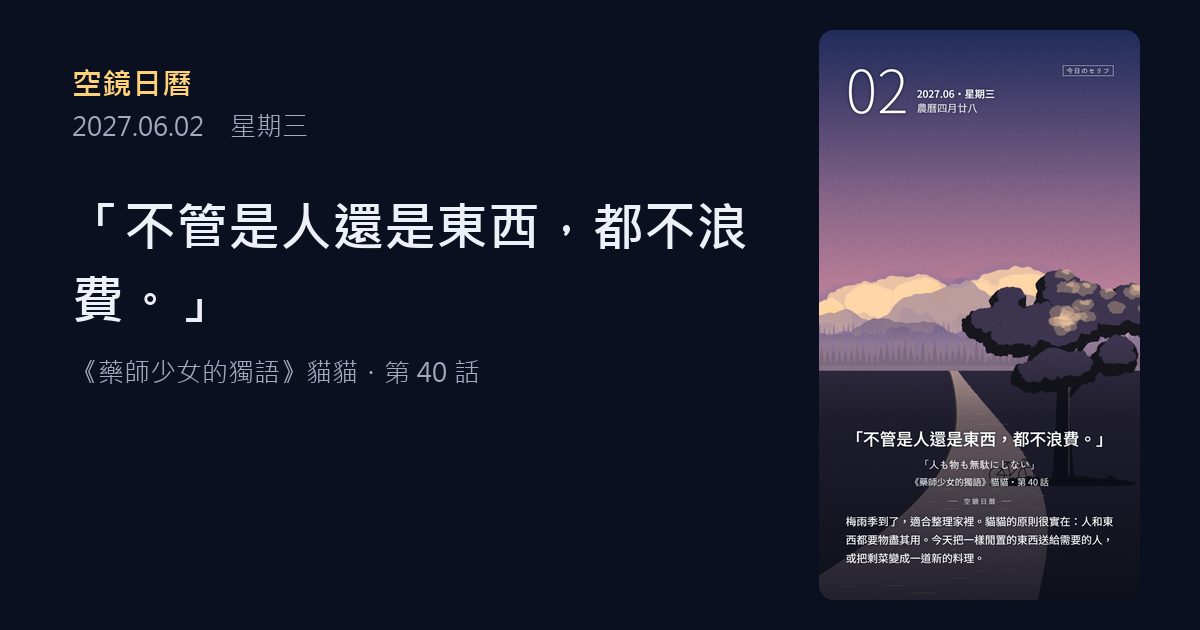 空鏡日曆
2027.06.02 星期三
「不管是人還是東西，都不浪
費。」
《藥師少女的獨語》貓貓·第 40 話
02
2027.06・星期三
農曆四月廿八
今日のセリフ
「不管是人還是東西，都不浪費。」
「人も物も無駄にしない」
《藥師少女的獨語》貓貓・第 40 話
— 空鏡日曆 —
梅雨季到了，適合整理家裡。貓貓的原則很實在：人和東
西都要物盡其用。今天把一樣閒置的東西送給需要的人，
或把剩菜變成一道新的料理。